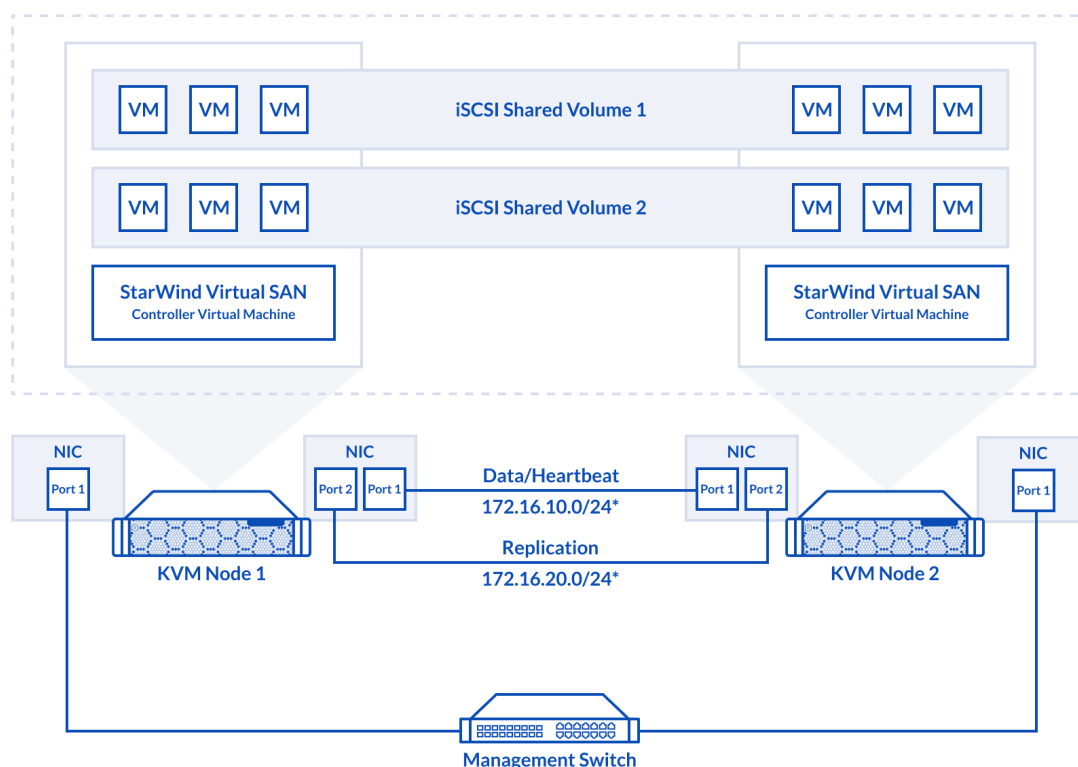 VM VM VM iSCSI Shared Volume 1 VM VM VM
VM VM VM iSCSI Shared Volume 2 VM VM VM
StarWind Virtual SAN
Controller Virtual Machine
StarWind Virtual SAN
Controller Virtual Machine
NIC
Port 1
NIC
Port 2 Port 1
Data/Heartbeat
172.16.10.0/24*
Replication
172.16.20.0/24*
NIC
Port 1 Port 2
NIC
Port 1
KVM Node 1
KVM Node 2
Management Switch